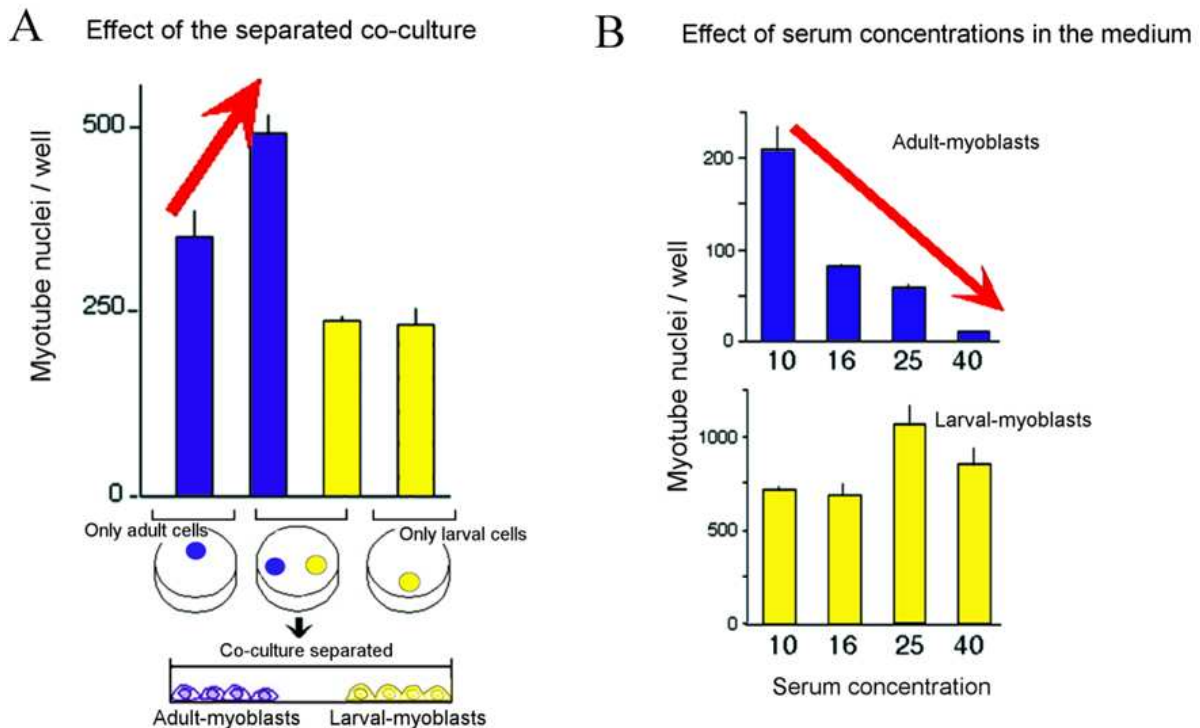 A
Effect of the separated co-culture
Myotube nuclei / well
500
250
0
Only adult cells
Only larval cells
Co-culture separated
Adult-myoblasts
Larval-myoblasts
B
Effect of serum concentrations in the medium
Myotube nuclei / well
Adult-myoblasts
200
100
0
10 16 25 40
Larval-myoblasts
1000
500
0
10 16 25 40
Serum concentration